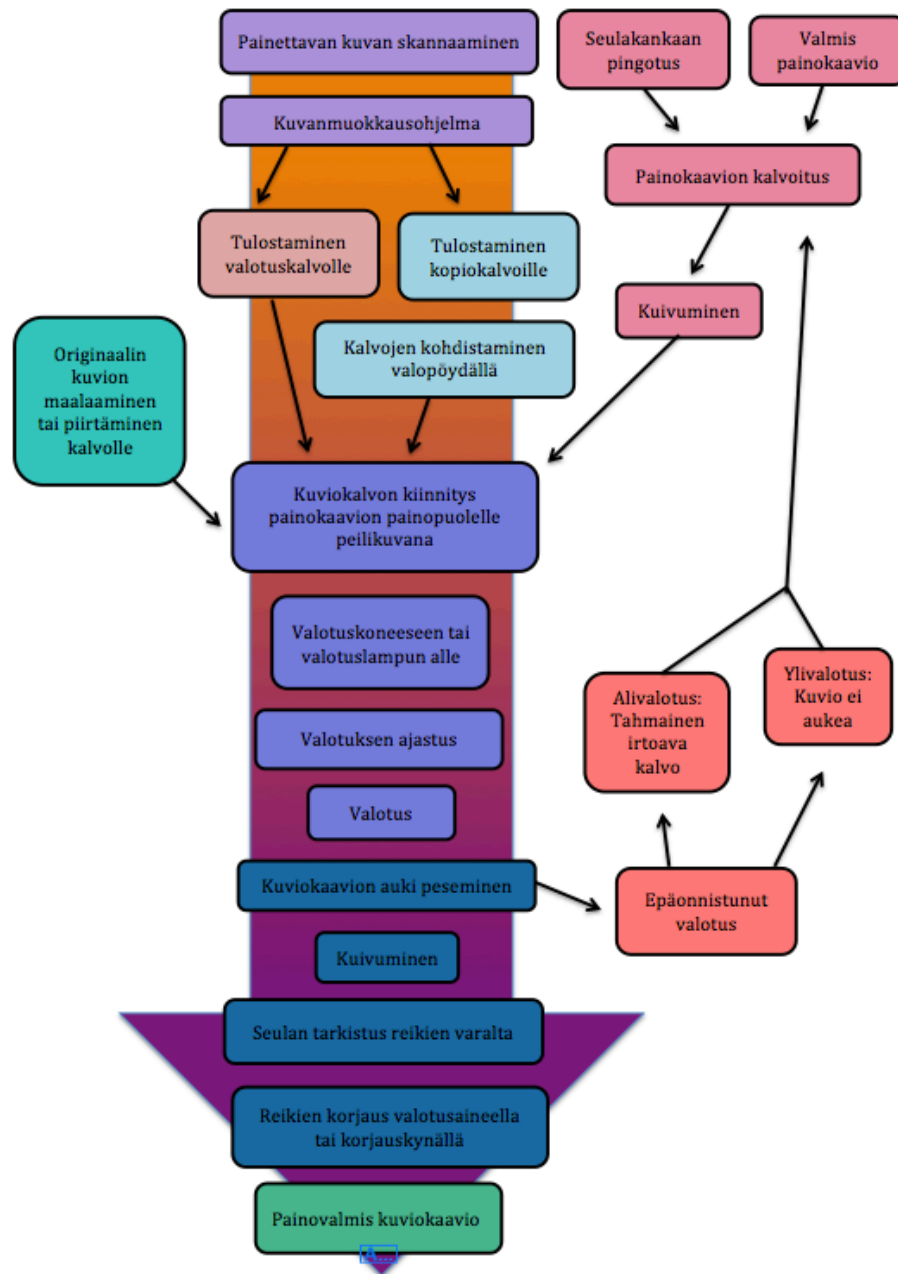 Painettavan kuvan skannaaminen
Seulakankaan
pingotus
Valmis
painokaavio
Kuvanmuokkausohjelma
Painokaavion kalvoitus
Tulostaminen
valotuskalvolle
Tulostaminen
kopiokalvoille
Kuivuminen
Originaalin
kuvion
maalaaminen
tai piirtäminen
kalvolle
Kalvojen kohdistaminen
valopöydällä
Kuviokalvon kiinnitys
painokaavion painopuolelle
peilikuvana
Valotuskoneeseen tai
valotuslampun alle
Alivalotus:
Tahmainen
irtoava
kalvo
Ylivalotus:
Kuvio ei
aukea
Valotuksen ajastus
Valotus
Kuviokaavion auki peseminen
Epäonnistunut
valotus
Kuivuminen
Seulan tarkistus reikien varalta
Reikien korjaus valotusaineella
tai korjauskynällä
Painovalmis kuviokaavio
A...